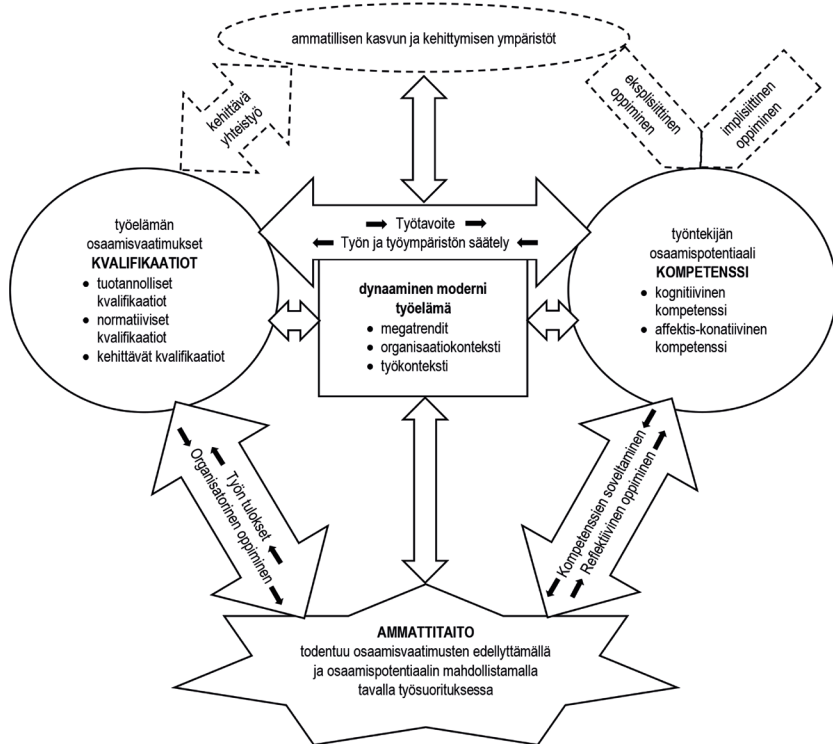 ammatillisen kasvun ja kehittymisen ympäristöt
kehittävä
yhteistyö
eksplisiittinen
oppiminen
implisiittinen
oppiminen
Työtavoite
Työn ja työympäristön säätely
työelämän
osaamisvaatimukset
KVALIFIKAATIOT
• tuotannolliset
kvalifikaatiot
• normatiiviset
kvalifikaatiot
• kehittävät kvalifikaatiot
dynaaminen moderni
työelämä
• megatrendit
• organisaatiokonteksti
• työkonteksti
työntekijän
osaamispotentiaali
KOMPETENSSI
• kognitiivinen
kompetenssi
• affektis-konatiivinen
kompetenssi
Työn tulokset
Organisatorinen oppiminen
Kompetenssien soveltaminen
Reflektiivinen oppiminen
AMMATTITAITO
todentuu osaamisvaatimusten edellyttämällä
ja osaamispotentiaalin mahdollistamalla
tavalla työsuorituksessa